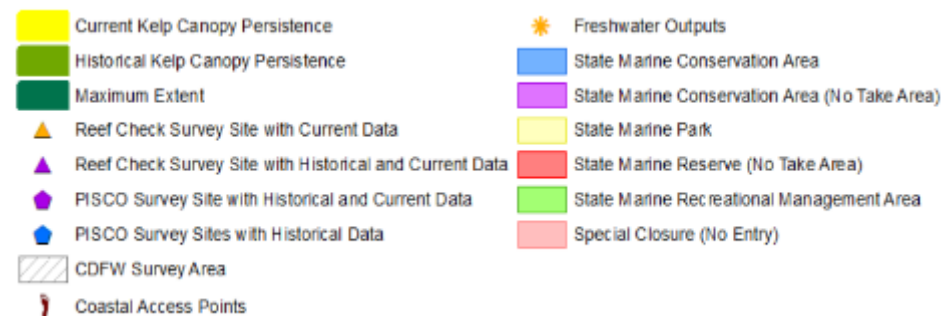 Current Kelp Canopy Persistence
Historical Kelp Canopy Persistence
Maximum Extent
Reef Check Survey Site with Current Data
Reef Check Survey Site with Historical and Current Data
PISCO Survey Site with Historical and Current Data
PISCO Survey Sites with Historical Data
CDFW Survey Area
Coastal Access Points
Freshwater Outputs
State Marine Conservation Area
State Marine Conservation Area (No Take Area)
State Marine Park
State Marine Reserve (No Take Area)
State Marine Recreational Management Area
Special Closure (No Entry)